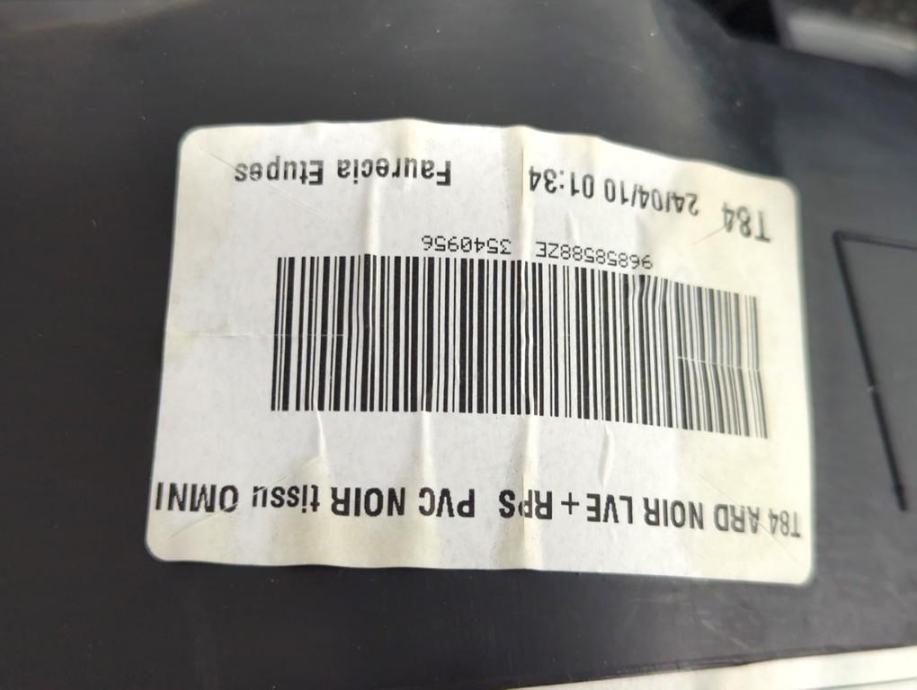 T84 ARD NOIR LVE + RPS PVC NOIR tissu OMNI
96858588ZE 3540956
T84 24/04/10 01:34 Faurecia Etupes